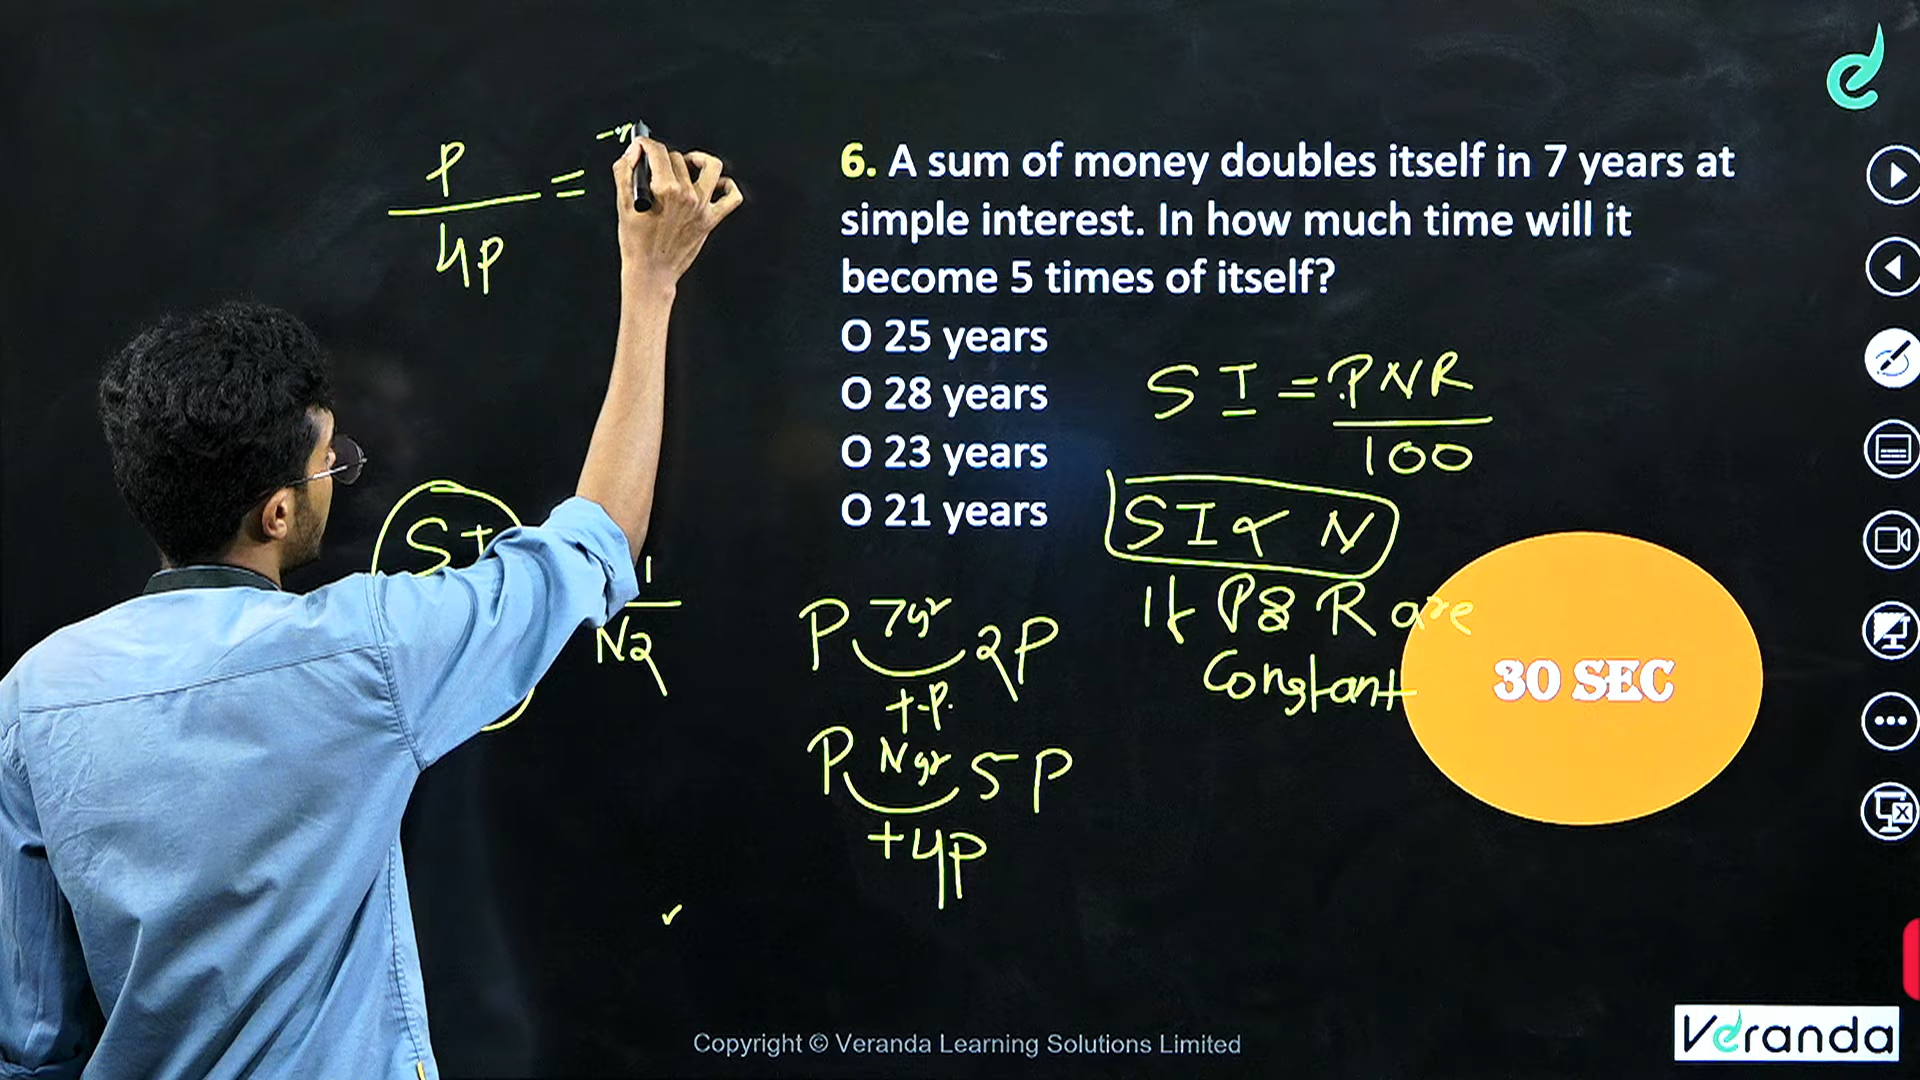 P
4P
=
6. A sum of money doubles itself in 7 years at
simple interest. In how much time will it
become 5 times of itself?
O 25 years
O 28 years
O 23 years
O 21 years
SI = PNR
100
SI ∝ N
If P & R are
Constant
30 SEC
SI
1
N2
P 7yr 2P
+P.
P Nyr 5P
+4P
Copyright © Veranda Learning Solutions Limited
Veranda